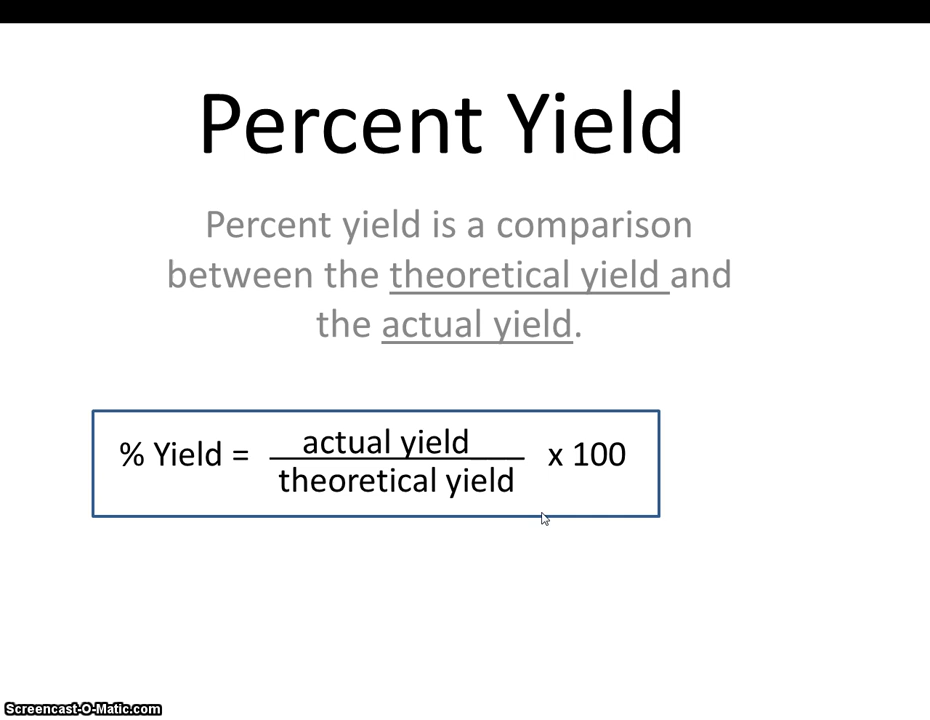 Percent Yield
Percent yield is a comparison
between the theoretical yield and
the actual yield.
actual yield
% Yield = x 100
theoretical yield
Screencast-O-Matic.com